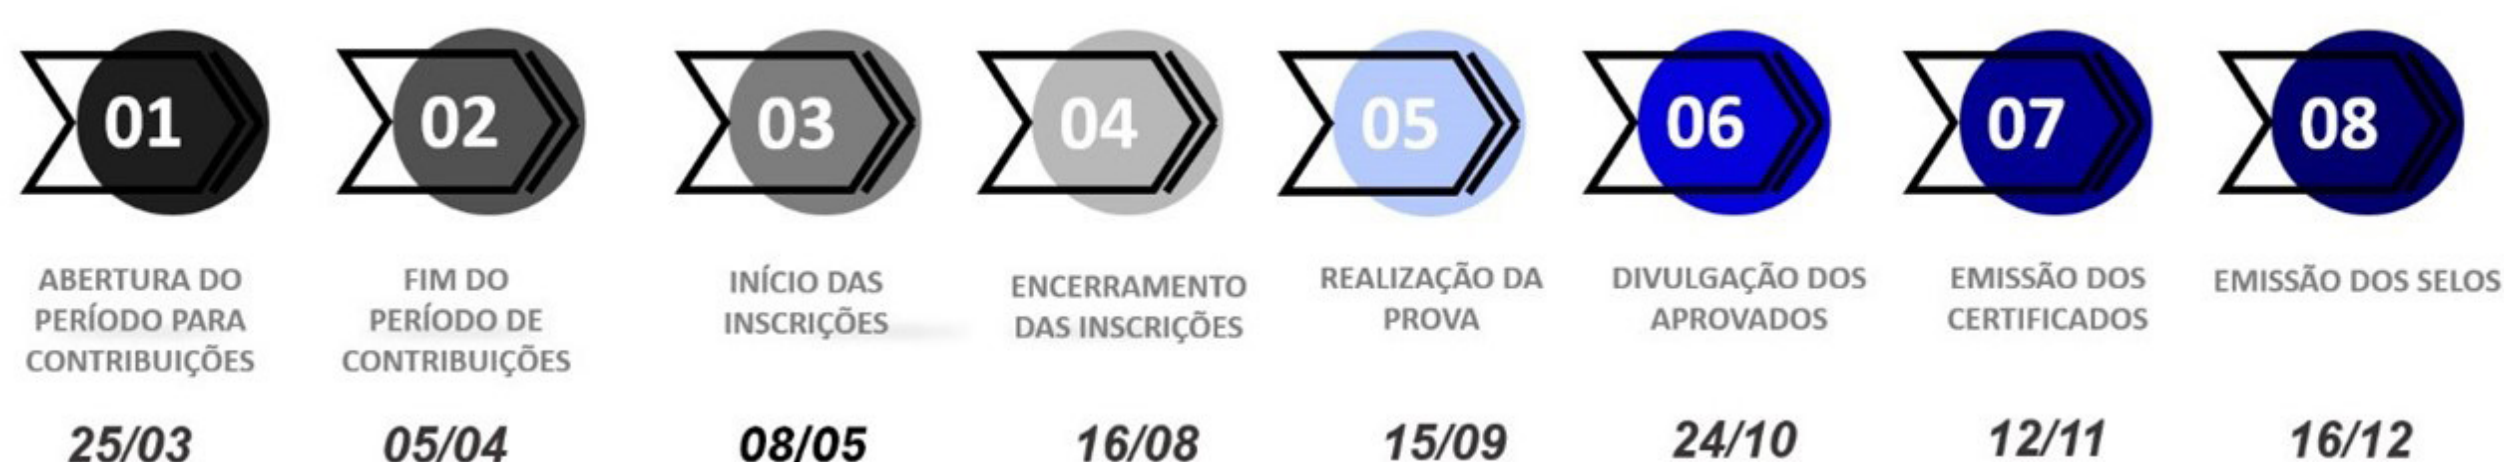 01
ABERTURA DO
PERÍODO PARA
CONTRIBUIÇÕES
25/03
02
FIM DO
PERÍODO DE
CONTRIBUIÇÕES
05/04
03
INÍCIO DAS
INSCRIÇÕES
08/05
04
ENCERRAMENTO
DAS INSCRIÇÕES
16/08
05
REALIZAÇÃO DA
PROVA
15/09
06
DIVULGAÇÃO DOS
APROVADOS
24/10
07
EMISSÃO DOS
CERTIFICADOS
12/11
08
EMISSÃO DOS SELOS
16/12